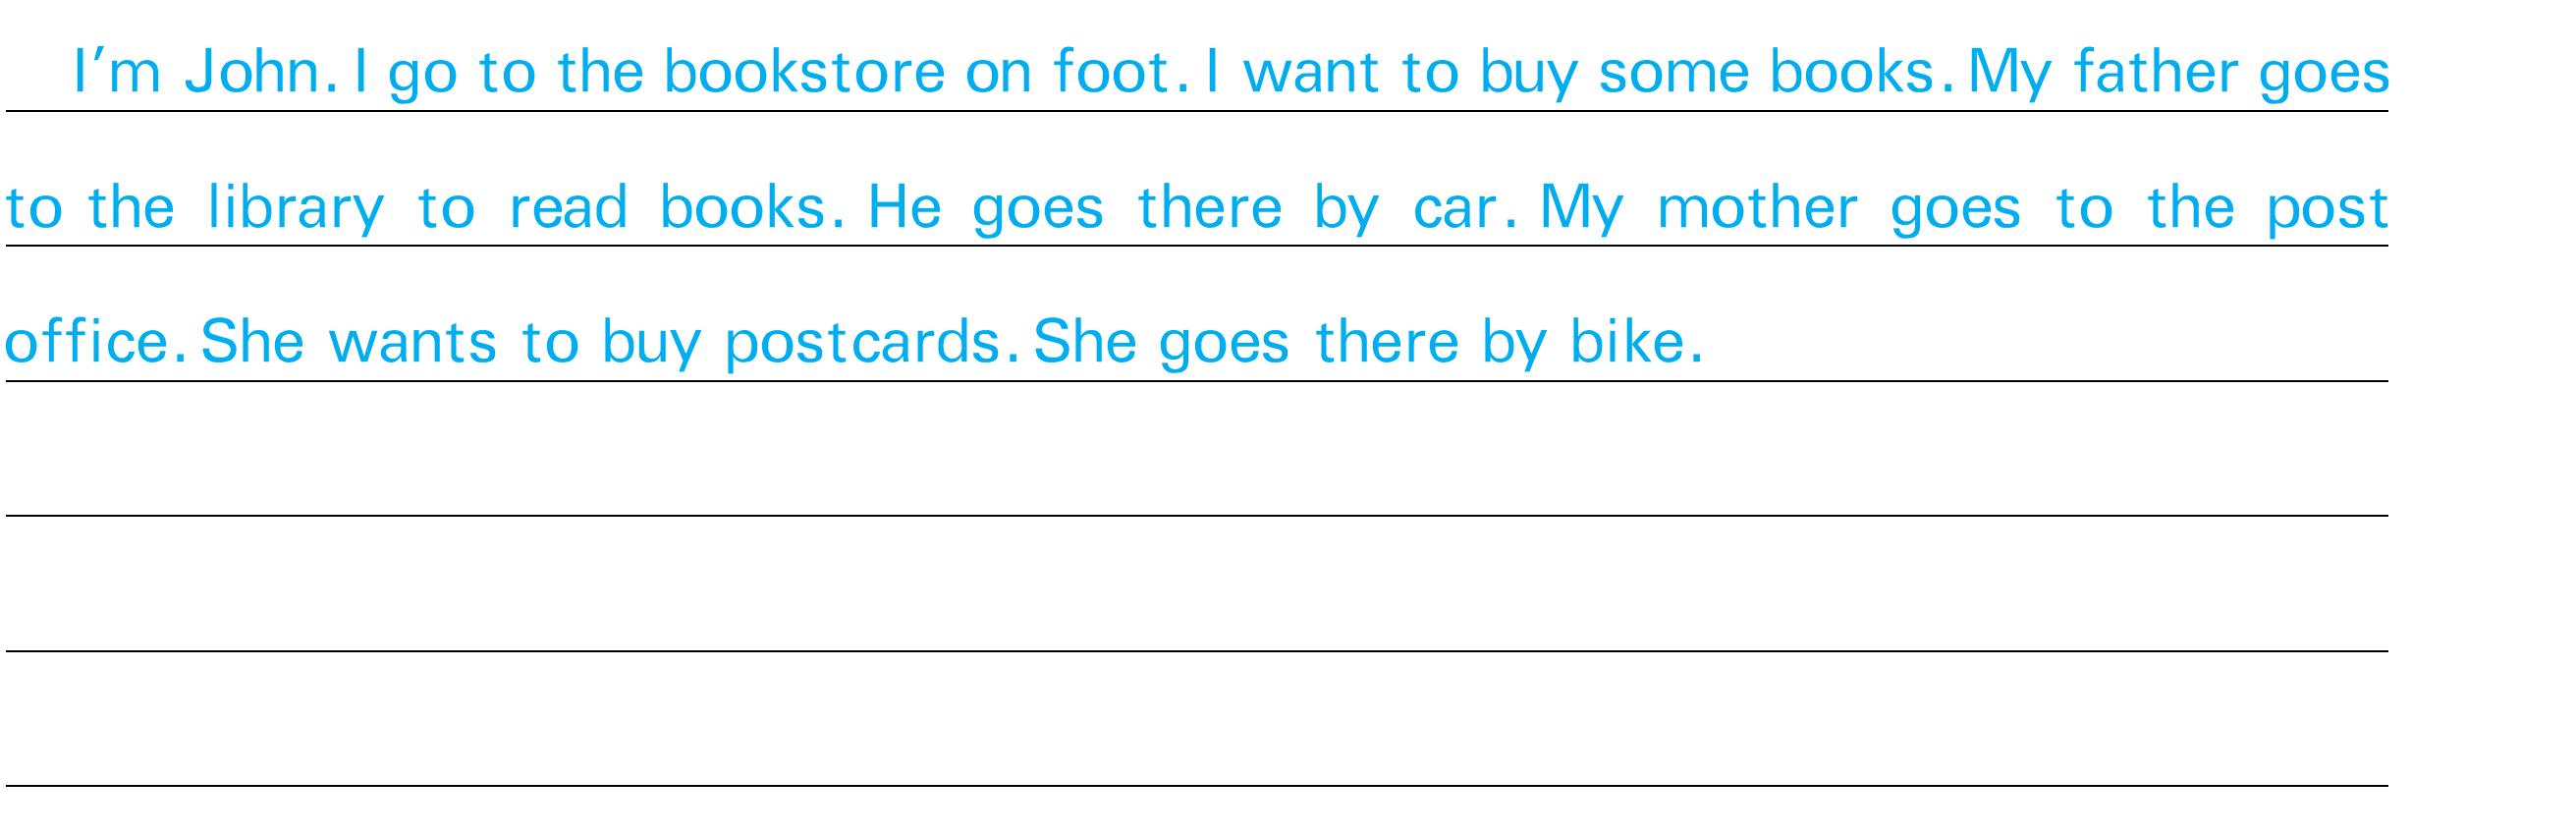 I'm John. I go to the bookstore on foot. I want to buy some books. My father goes
to the library to read books. He goes there by car. My mother goes to the post
office. She wants to buy postcards. She goes there by bike.